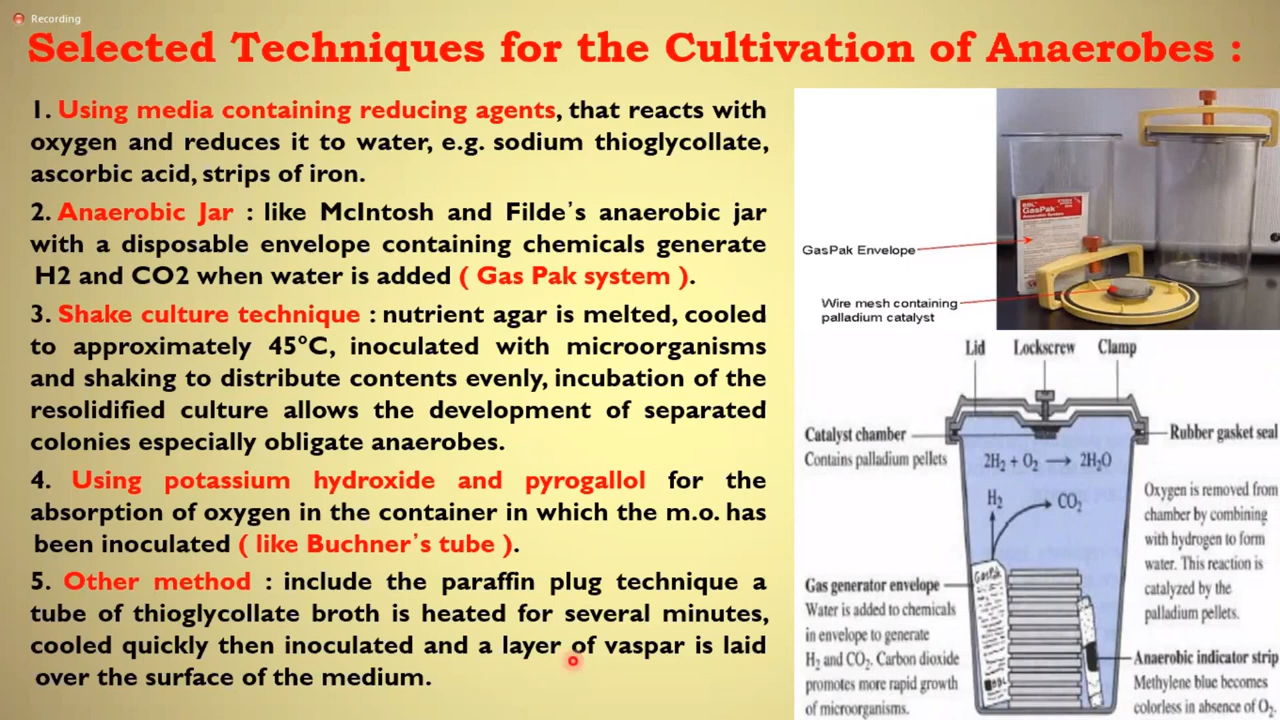 Recording
Selected Techniques for the Cultivation of Anaerobes :
1. Using media containing reducing agents, that reacts with
oxygen and reduces it to water, e.g. sodium thioglycollate,
ascorbic acid, strips of iron.
2. Anaerobic Jar : like McIntosh and Filde's anaerobic jar
with a disposable envelope containing chemicals generate
H2 and CO2 when water is added ( Gas Pak system ).
3. Shake culture technique : nutrient agar is melted, cooled
to approximately 45°C, inoculated with microorganisms
and shaking to distribute contents evenly, incubation of the
resolidified culture allows the development of separated
colonies especially obligate anaerobes.
4. Using potassium hydroxide and pyrogallol for the
absorption of oxygen in the container in which the m.o. has
been inoculated ( like Buchner's tube ).
5. Other method : include the paraffin plug technique a
tube of thioglycollate broth is heated for several minutes,
cooled quickly then inoculated and a layer of vaspar is laid
over the surface of the medium.
BBL
GasPak
GasPak Envelope
Wire mesh containing
palladium catalyst
Lid Lockscrew Clamp
Catalyst chamber
Contains palladium pellets
Rubber gasket seal
2H₂ + O₂ → 2H₂O
H₂
CO₂
Oxygen is removed from
chamber by combining
with hydrogen to form
water. This reaction is
catalyzed by the
palladium pellets.
GasPak
Gas generator envelope
Water is added to chemicals
in envelope to generate
H₂ and CO₂. Carbon dioxide
promotes more rapid growth
of microorganisms.
Anaerobic indicator strip
Methylene blue becomes
colorless in absence of O₂.